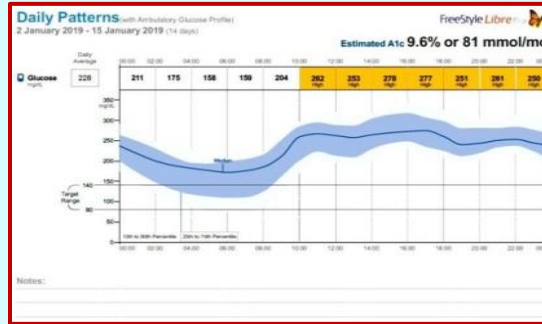 Daily Patterns (with Ambulatory Glucose Profile)
FreeStyle Libre
2 January 2019 - 15 January 2019 (14 days)
Estimated A1c 9.6% or 81 mmol/mo
Daily
Average
00:00 02:00 04:00 06:00 08:00 10:00 12:00 14:00 16:00 18:00 20:00 22:00 00
Glucose 228 211 175 158 159 204 262 253 278 277 251 261 250
mg/dL High High High High High High High
350
mg/dL
300
250
200
Median
150
140
Target
Range
100
80
50
10th to 90th Percentile 25th to 75th Percentile
0
00:00 02:00 04:00 06:00 08:00 10:00 12:00 14:00 16:00 18:00 20:00 22:00 00
Notes: